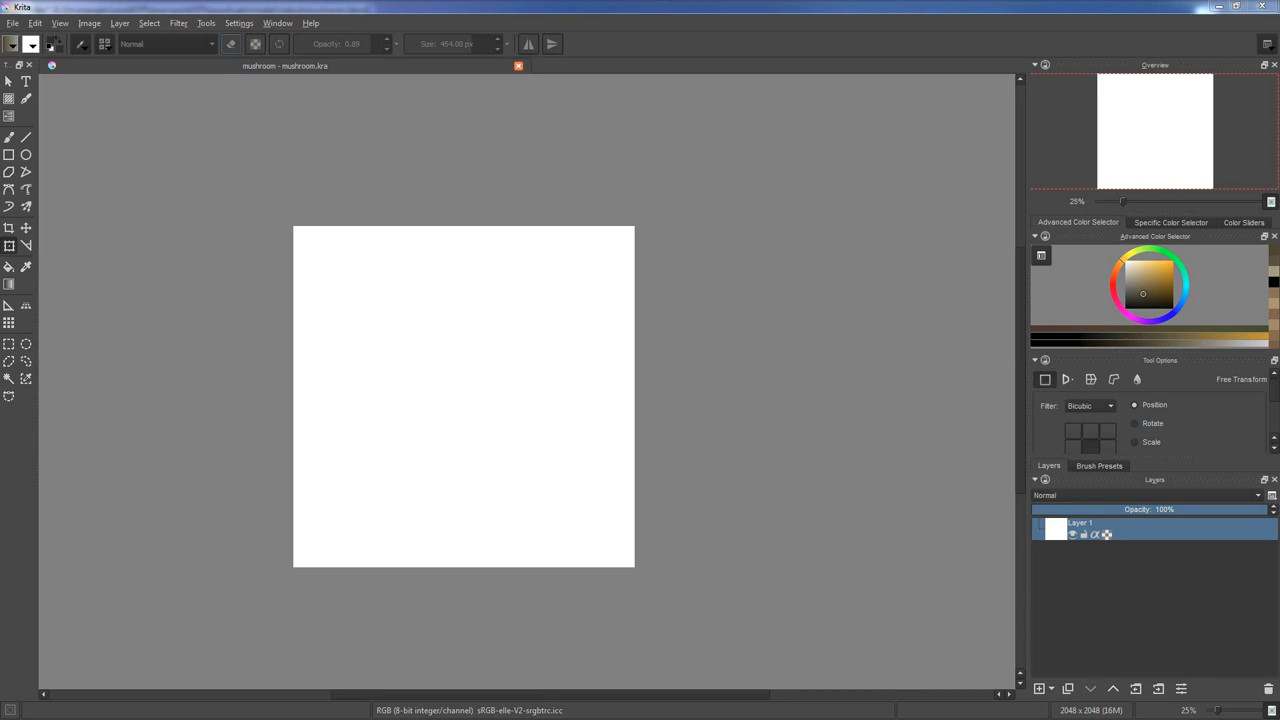 Krita
File Edit View Image Layer Select Filter Tools Settings Window Help
Normal Opacity: 0.89 Size: 454.00 px
T... mushroom - mushroom.kra Overview
25%
Advanced Color Selector Specific Color Selector Color Sliders
Advanced Color Selector
Tool Options
Free Transform
Filter: Bicubic Position
Rotate
Scale
Layers Brush Presets
Layers
Normal
Opacity: 100%
Layer 1
RGB (8-bit integer/channel) sRGB-elle-V2-srgbtrc.icc 2048 x 2048 (16M) 25%